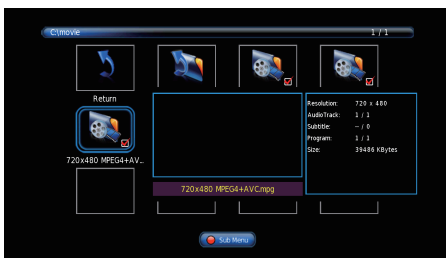 C:\movie 1 / 1
Return
720x480 MPEG4+AV...
Resolution: 720 x 480
AudioTrack: 1 / 1
Subtitle: - / 0
Program: 1 / 1
Size: 39486 KBytes
720x480 MPEG4+AVC.mpg
Sub Menu